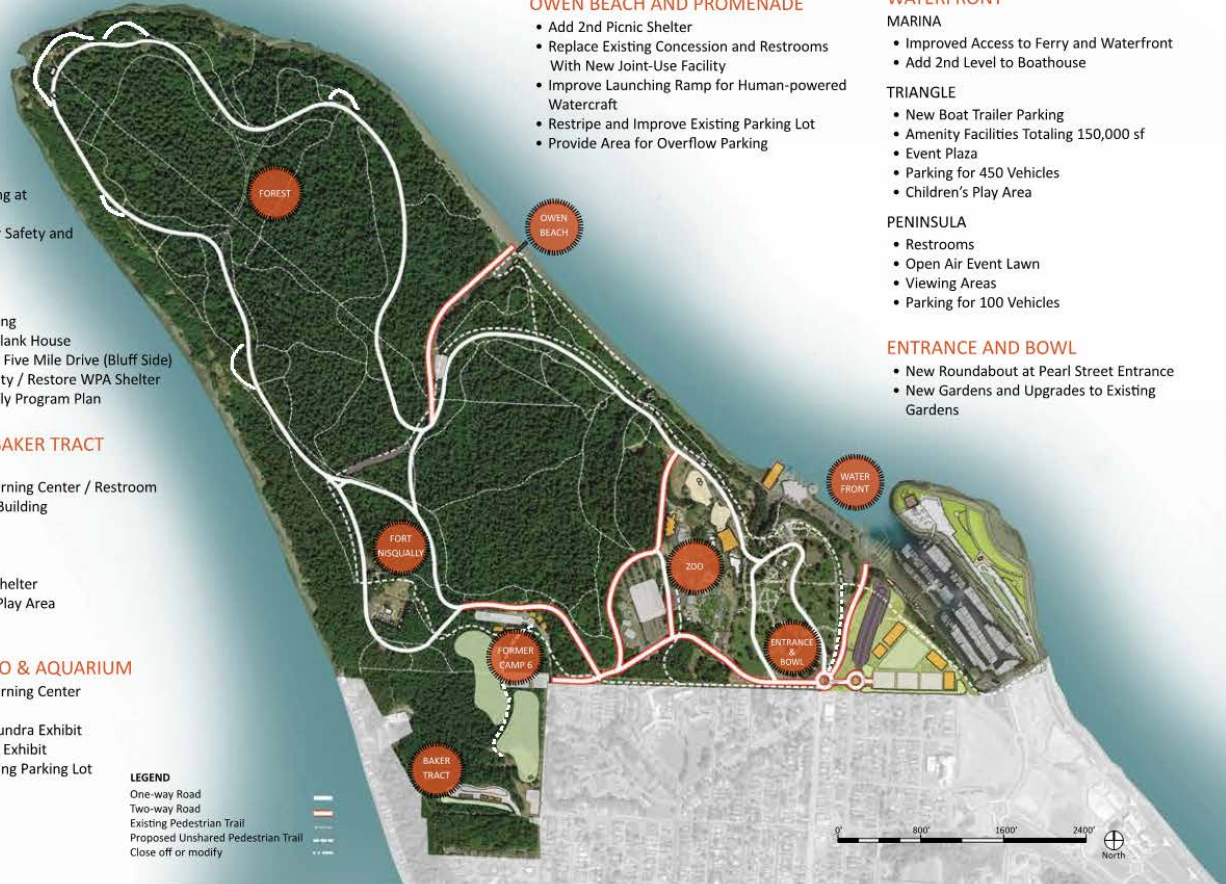 OWEN BEACH AND PROMENADE
• Add 2nd Picnic Shelter
• Replace Existing Concession and Restrooms
With New Joint-Use Facility
• Improve Launching Ramp for Human-powered
Watercraft
• Restripe and Improve Existing Parking Lot
• Provide Area for Overflow Parking
WATERFRONT
MARINA
• Improved Access to Ferry and Waterfront
• Add 2nd Level to Boathouse
TRIANGLE
• New Boat Trailer Parking
• Amenity Facilities Totaling 150,000 sf
• Event Plaza
• Parking for 450 Vehicles
• Children's Play Area
PENINSULA
• Restrooms
• Open Air Event Lawn
• Viewing Areas
• Parking for 100 Vehicles
ENTRANCE AND BOWL
• New Roundabout at Pearl Street Entrance
• New Gardens and Upgrades to Existing
Gardens
ng at
Safety and
ng
lank House
Five Mile Drive (Bluff Side)
ty / Restore WPA Shelter
ly Program Plan
BAKER TRACT
rning Center / Restroom
Building
helter
Play Area
O & AQUARIUM
rning Center
undra Exhibit
Exhibit
ng Parking Lot
FOREST
OWEN
BEACH
WATER
FRONT
FORT
NISQUALLY
ZOO
ENTRANCE
&
BOWL
FORMER
CAMP 6
BAKER
TRACT
LEGEND
One-way Road
Two-way Road
Existing Pedestrian Trail
Proposed Unshared Pedestrian Trail
Close off or modify
0' 800' 1600' 2400'
North